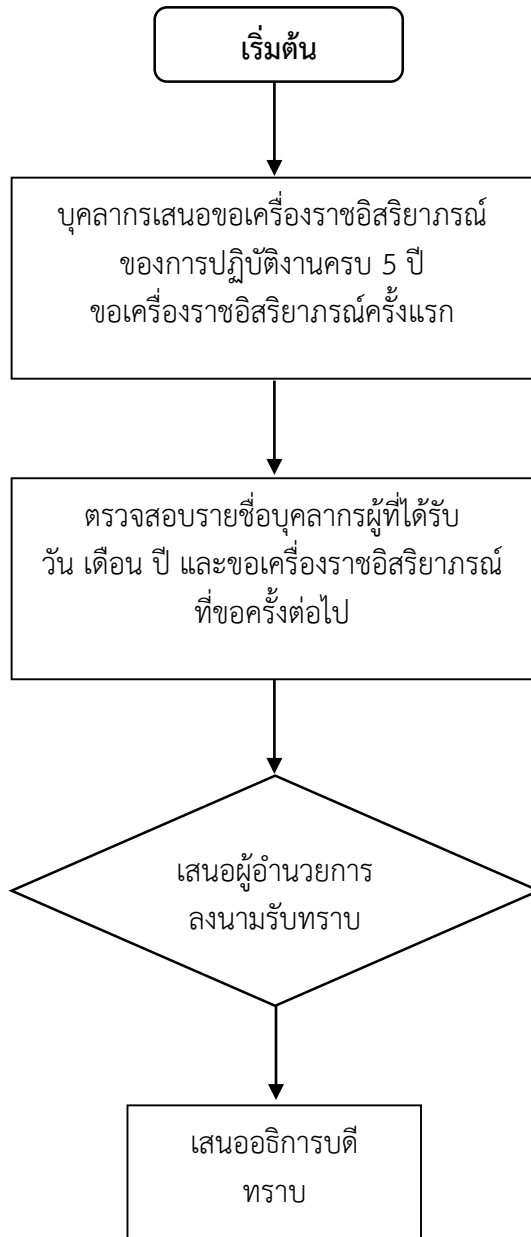 เริ่มต้น
บุคลากรเสนอขอเครื่องราชอิสริยาภรณ์
ของการปฏิบัติงานครบ 5 ปี
ขอเครื่องราชอิสริยาภรณ์ครั้งแรก
ตรวจสอบรายชื่อบุคลากรผู้ที่ได้รับ
วัน เดือน ปี และขอเครื่องราชอิสริยาภรณ์
ที่ขอครั้งต่อไป
เสนอผู้อำนวยการ
ลงนามรับทราบ
เสนออธิการบดี
ทราบ